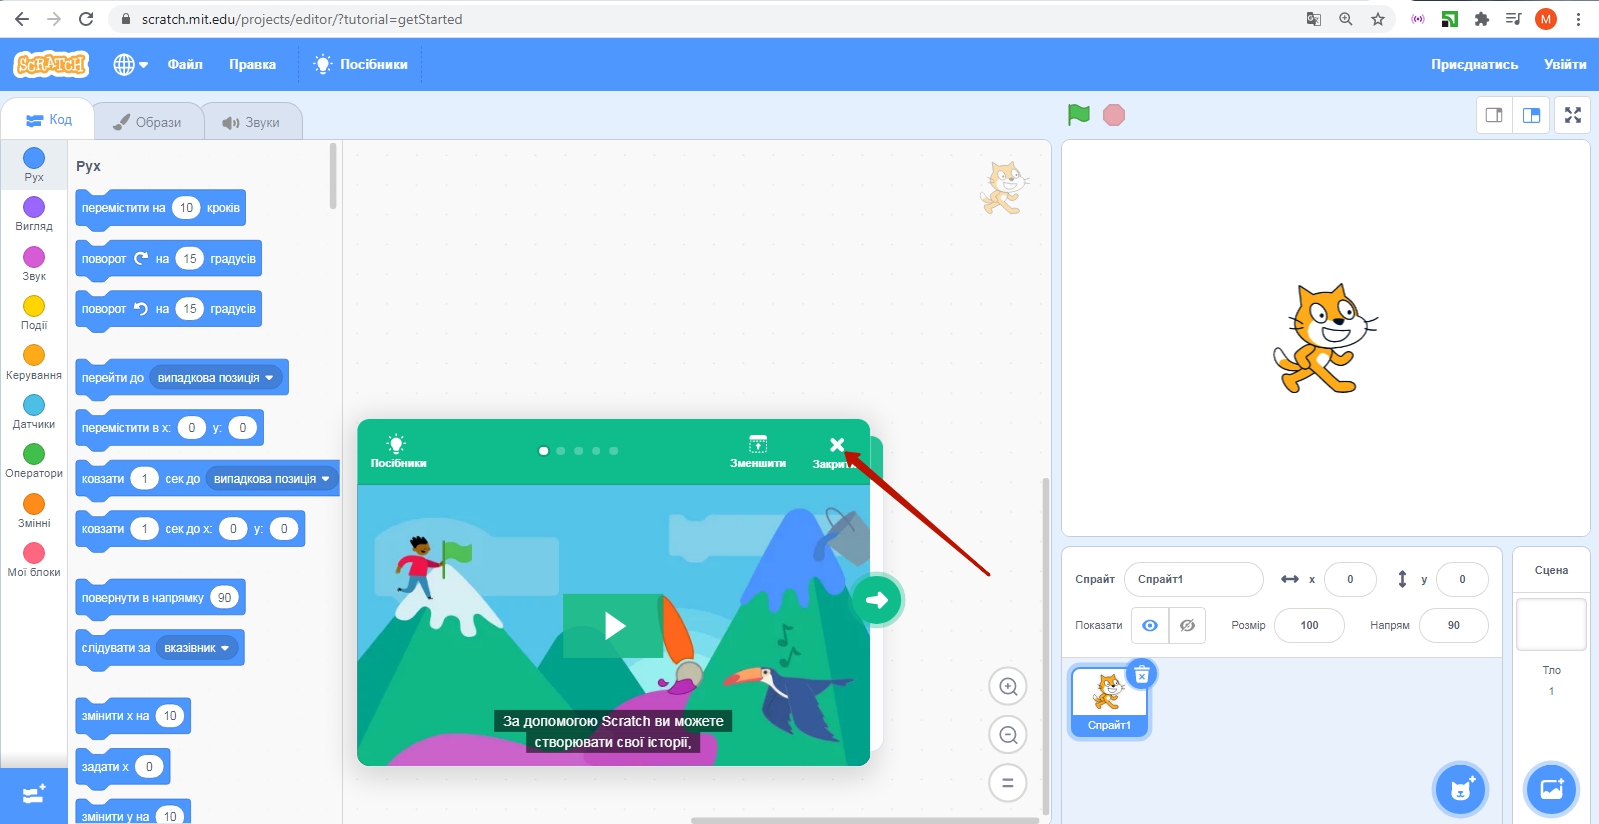 scratch.mit.edu/projects/editor/?tutorial=getStarted
M
SCRATCH
Файл
Правка
Посібники
Приєднатись
Увійти
Код
Образи
Звуки
Рух
Вигляд
Звук
Події
Керування
Датчики
Оператори
Змінні
Мої блоки
Рух
перемістити на 10 кроків
поворот на 15 градусів
поворот на 15 градусів
перейти до випадкова позиція
перемістити в x: 0 y: 0
ковзати 1 сек до випадкова позиція
ковзати 1 сек до x: 0 y: 0
повернути в напрямку 90
слідувати за вказівник
змінити x на 10
задати x 0
змінити y на 10
Посібники
Зменшити
Закрити
За допомогою Scratch ви можете
створювати свої історії,
Спрайт Спрайт1 x 0 y 0
Показати Розмір 100 Напрям 90
Спрайт1
Сцена
Тло
1